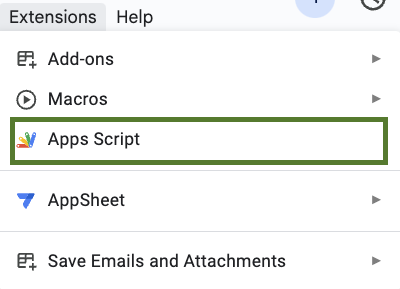 Extensions Help
Add-ons
Macros
Apps Script
AppSheet
Save Emails and Attachments